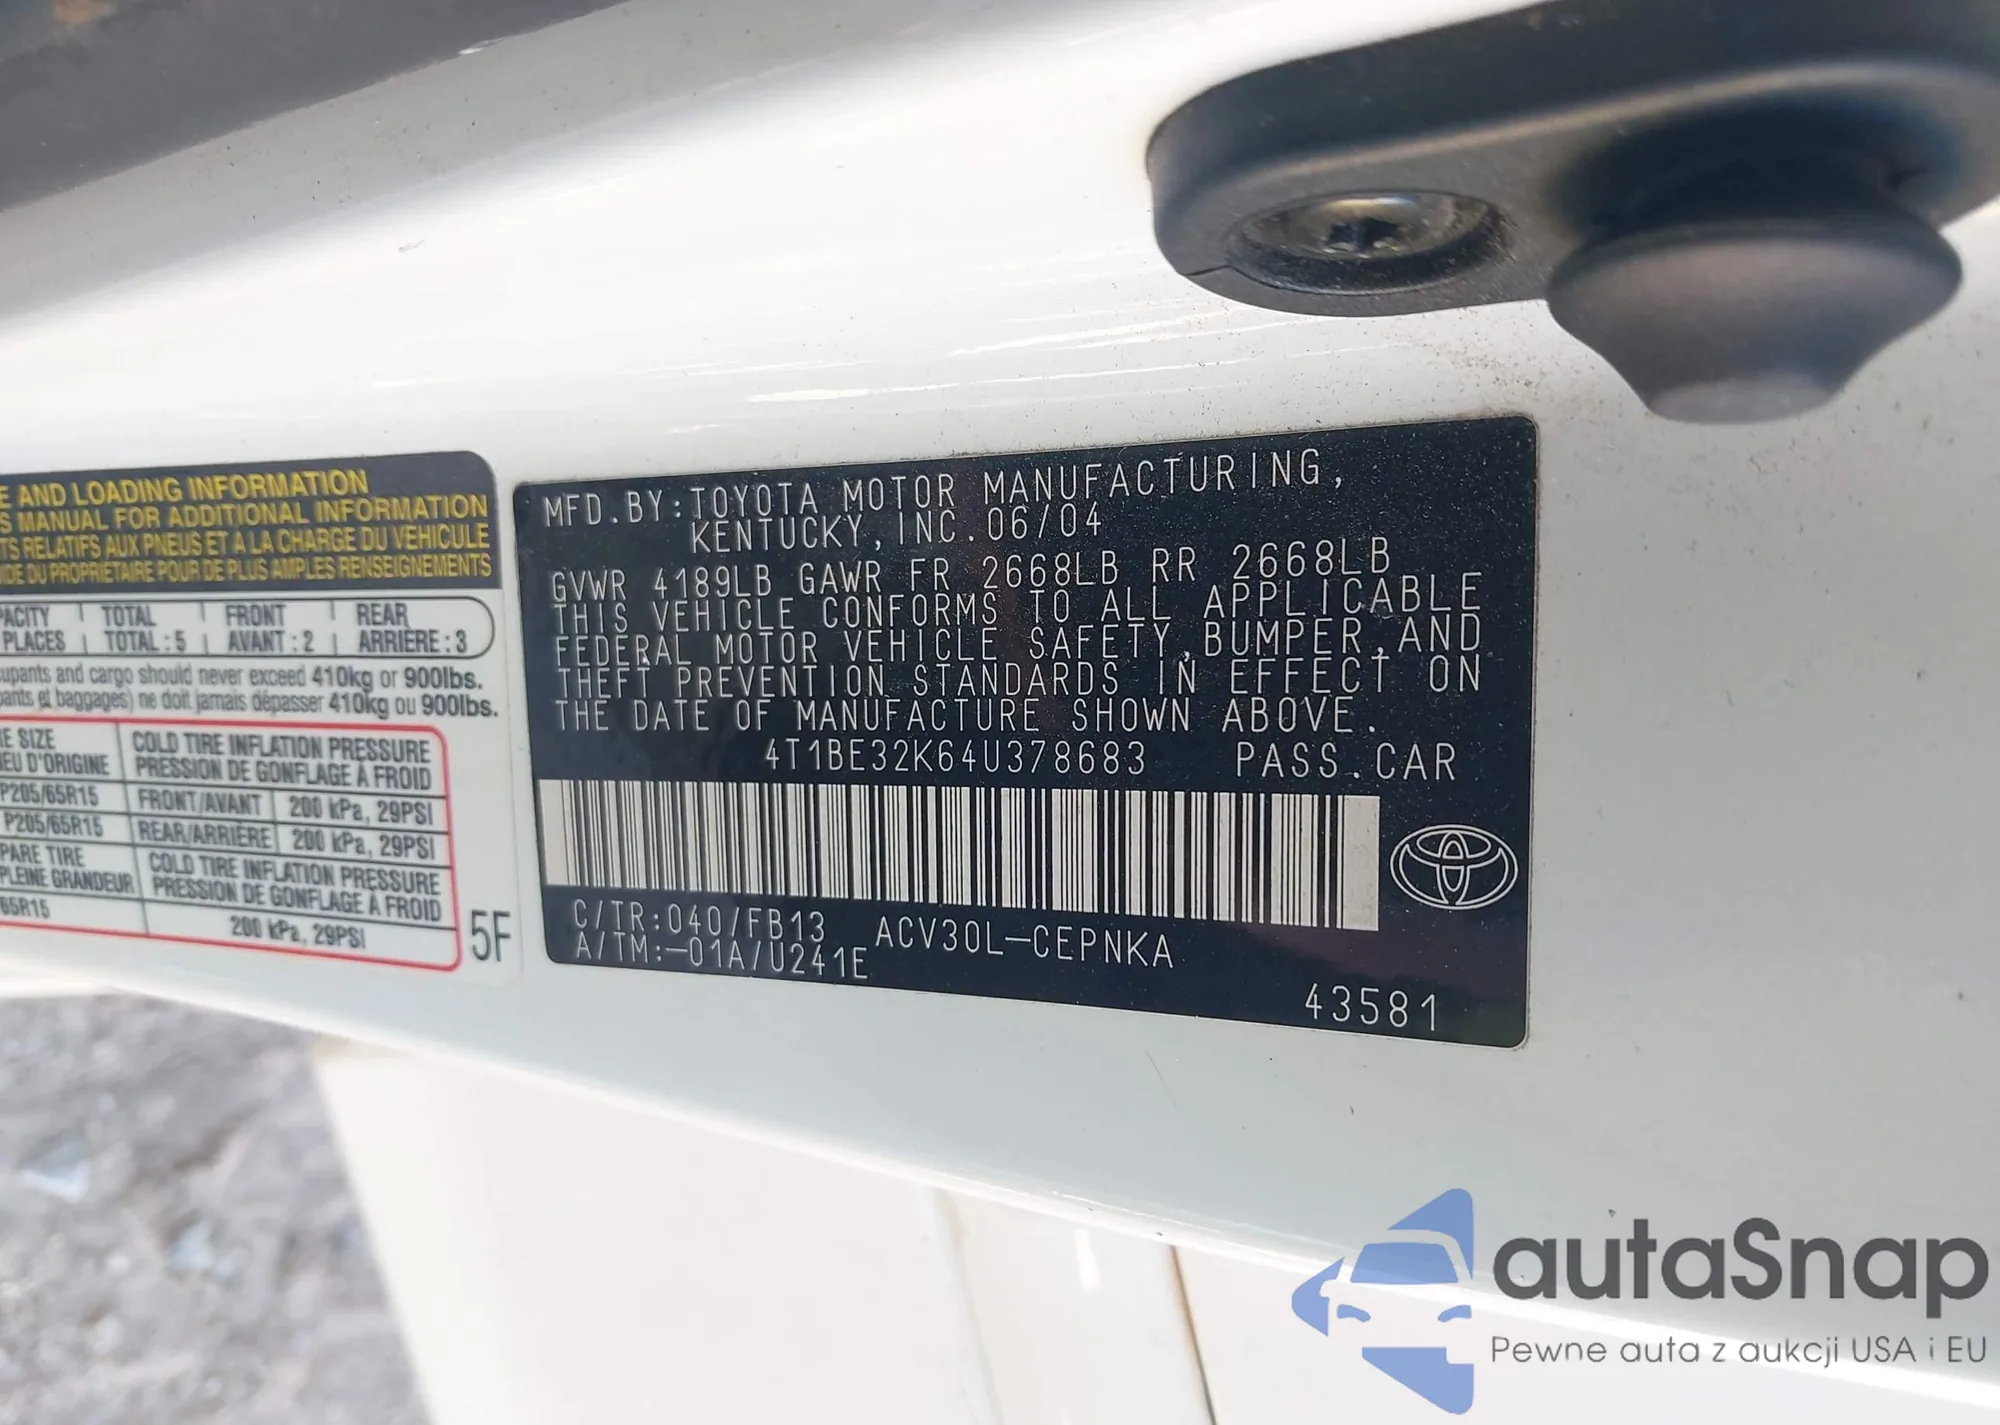 E AND LOADING INFORMATION
S MANUAL FOR ADDITIONAL INFORMATION
TS RELATIFS AUX PNEUS ET A LA CHARGE DU VEHICULE
IDE DU PROPRIETAIRE POUR DE PLUS AMPLES RENSEIGNEMENTS
PACITY TOTAL FRONT REAR
PLACES TOTAL : 5 AVANT : 2 ARRIÈRE : 3
upants and cargo should never exceed 410kg or 900lbs.
pants et baggages) ne doit jamais dépasser 410kg ou 900lbs.
E SIZE COLD TIRE INFLATION PRESSURE
EU D'ORIGINE PRESSION DE GONFLAGE À FROID
P205/65R15 FRONT/AVANT 200 kPa, 29PSI
P205/65R15 REAR/ARRIÈRE 200 kPa, 29PSI
PARE TIRE COLD TIRE INFLATION PRESSURE
PLEINE GRANDEUR PRESSION DE GONFLAGE À FROID
65R15 200 kPa, 29PSI
5F
MFD.BY:TOYOTA MOTOR MANUFACTURING,
KENTUCKY,INC.06/04
GVWR 4189LB GAWR FR 2668LB RR 2668LB
THIS VEHICLE CONFORMS TO ALL APPLICABLE
FEDERAL MOTOR VEHICLE SAFETY,BUMPER,AND
THEFT PREVENTION STANDARDS IN EFFECT ON
THE DATE OF MANUFACTURE SHOWN ABOVE.
4T1BE32K64U378683 PASS.CAR
C/TR:040/FB13 ACV30L-CEPNKA
A/TM:-01A/U241E
43581
autaSnap
Pewne auta z aukcji USA i EU